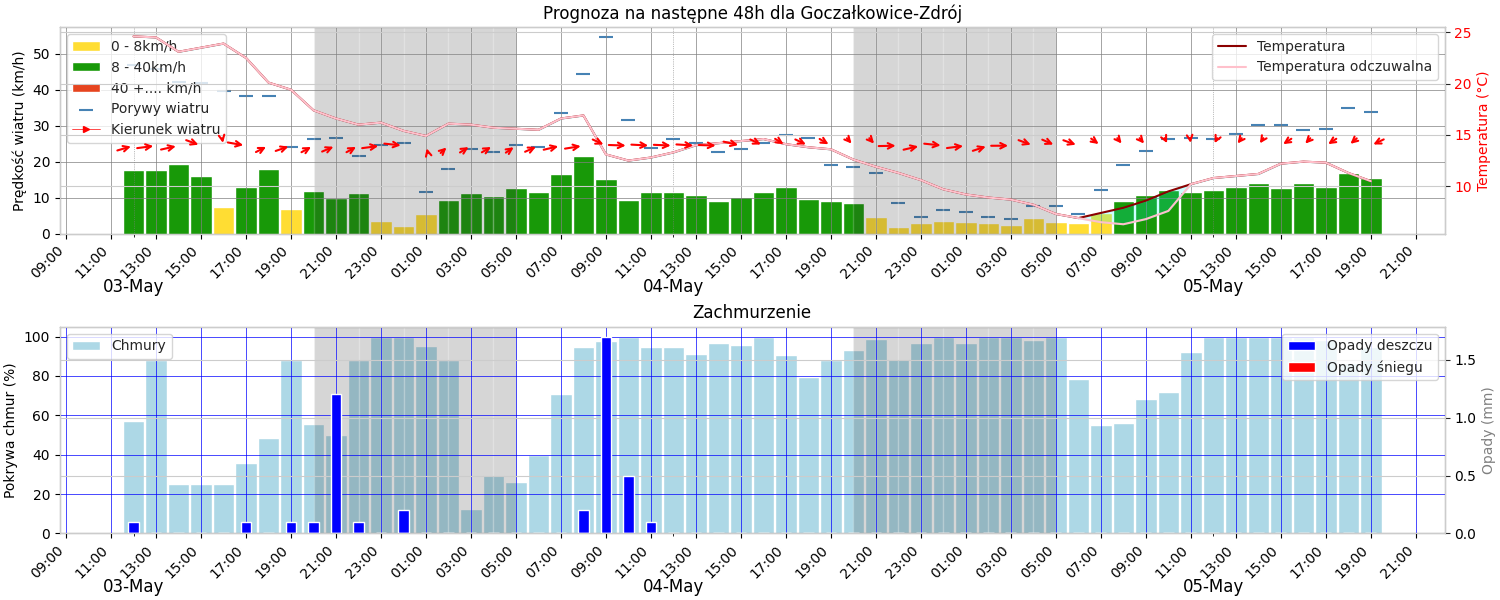 Prognoza na następne 48h dla Goczałkowice-Zdrój
Prędkość wiatru (km/h)
50
40
30
20
10
0
0 - 8km/h
8 - 40km/h
40 +.... km/h
Porywy wiatru
Kierunek wiatru
Temperatura
Temperatura odczuwalna
25
20
15
10
Temperatura (°C)
09:00 11:00 13:00 15:00 17:00 19:00 21:00 23:00 01:00 03:00 05:00 07:00 09:00 11:00 13:00 15:00 17:00 19:00 21:00 23:00 01:00 03:00 05:00 07:00 09:00 11:00 13:00 15:00 17:00 19:00 21:00
03-May 04-May 05-May
Zachmurzenie
Pokrywa chmur (%)
100
80
60
40
20
0
Chmury
Opady deszczu
Opady śniegu
1.5
1.0
0.5
0.0
Opady (mm)
09:00 11:00 13:00 15:00 17:00 19:00 21:00 23:00 01:00 03:00 05:00 07:00 09:00 11:00 13:00 15:00 17:00 19:00 21:00 23:00 01:00 03:00 05:00 07:00 09:00 11:00 13:00 15:00 17:00 19:00 21:00
03-May 04-May 05-May